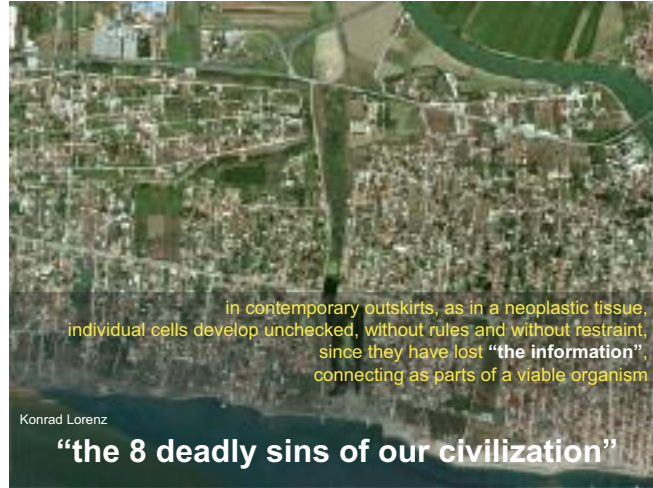 in contemporary outskirts, as in a neoplastic tissue,
individual cells develop unchecked, without rules and without restraint,
since they have lost “the information”,
connecting as parts of a viable organism
Konrad Lorenz
“the 8 deadly sins of our civilization”